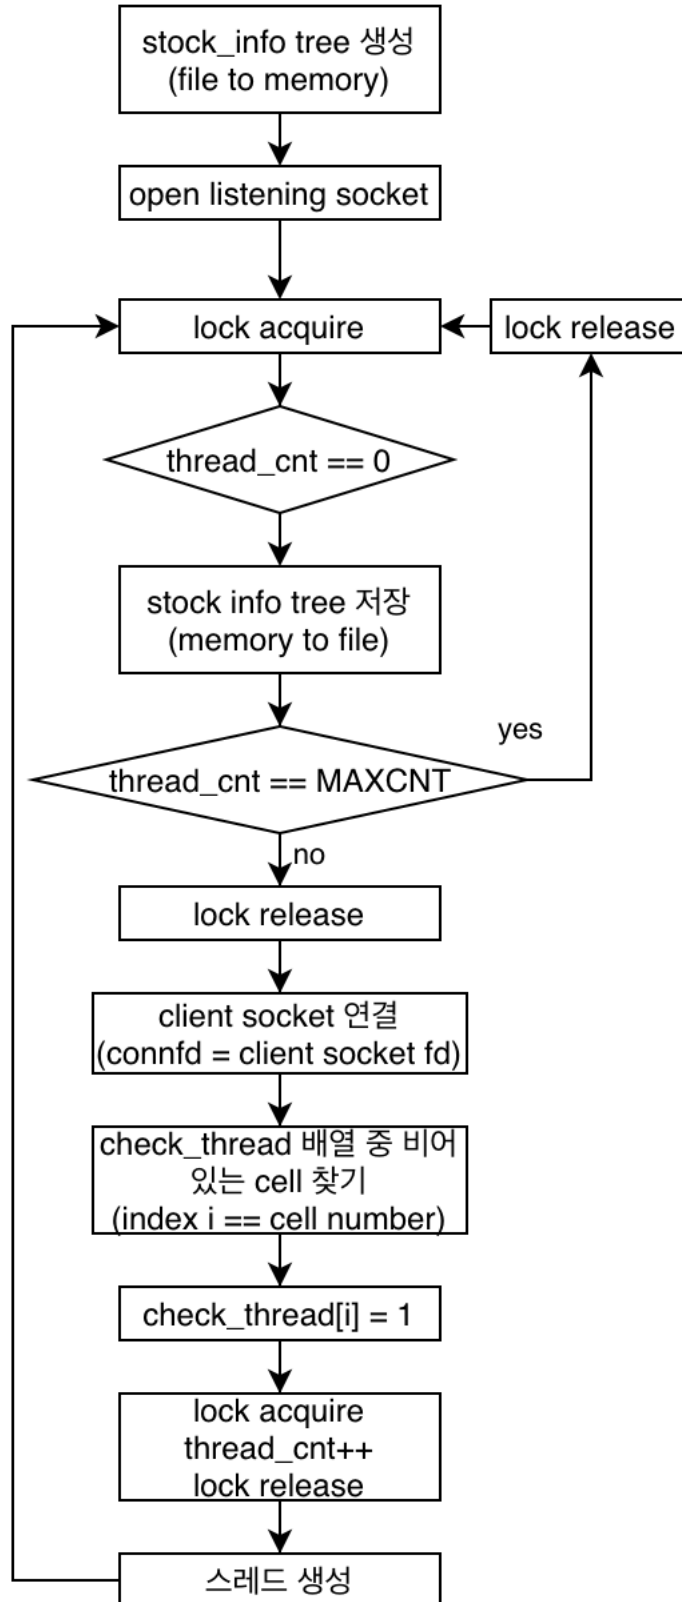 stock_info tree 생성
(file to memory)
open listening socket
lock acquire
lock release
thread_cnt == 0
stock info tree 저장
(memory to file)
yes
thread_cnt == MAXCNT
no
lock release
client socket 연결
(connfd = client socket fd)
check_thread 배열 중 비어
있는 cell 찾기
(index i == cell number)
check_thread[i] = 1
lock acquire
thread_cnt++
lock release
스레드 생성